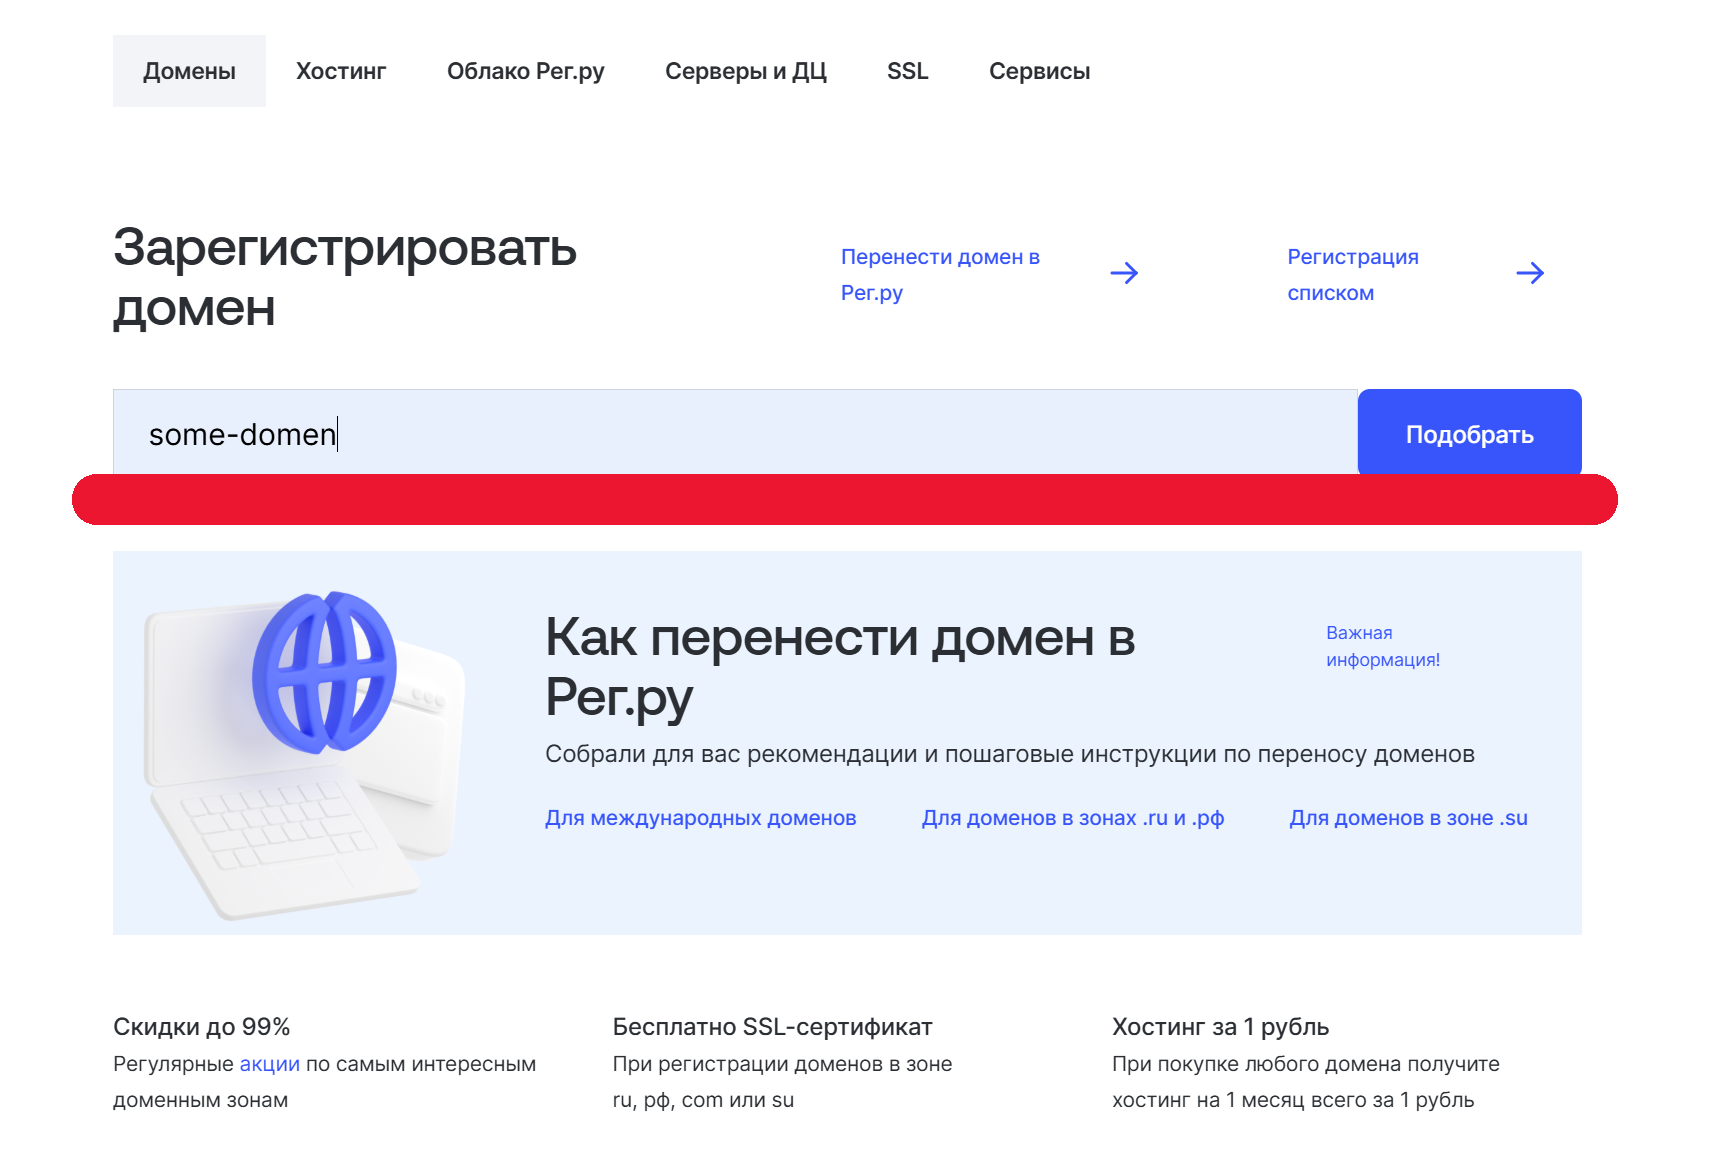 Домены Хостинг Облако Рег.ру Серверы и ДЦ SSL Сервисы
Зарегистрировать
домен
Перенести домен в
Рег.ру
Регистрация
списком
some-domen
Подобрать
Как перенести домен в
Рег.ру
Важная
информация!
Собрали для вас рекомендации и пошаговые инструкции по переносу доменов
Для международных доменов Для доменов в зонах .ru и .рф Для доменов в зоне .su
Скидки до 99%
Регулярные акции по самым интересным
доменным зонам
Бесплатно SSL-сертификат
При регистрации доменов в зоне
ru, рф, com или su
Хостинг за 1 рубль
При покупке любого домена получите
хостинг на 1 месяц всего за 1 рубль